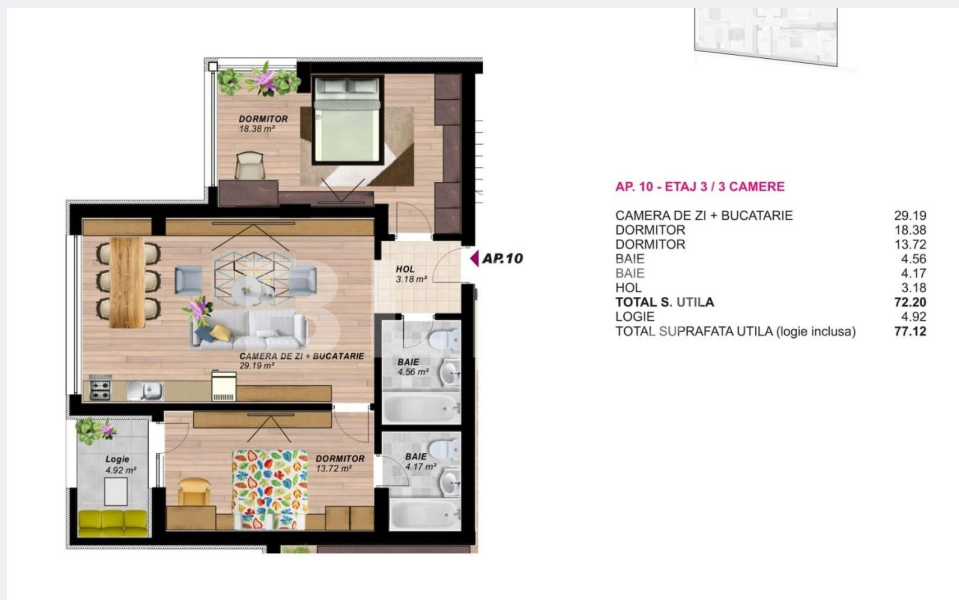 DORMITOR
18.38 m²
HOL
3.18 m²
AP.10
CAMERA DE ZI + BUCATARIE
29.19 m²
BAIE
4.56 m²
Logie
4.92 m²
DORMITOR
13.72 m²
BAIE
4.17 m²
AP. 10 - ETAJ 3 / 3 CAMERE
CAMERA DE ZI + BUCATARIE 29.19
DORMITOR 18.38
DORMITOR 13.72
BAIE 4.56
BAIE 4.17
HOL 3.18
TOTAL S. UTILA 72.20
LOGIE 4.92
TOTAL SUPRAFATA UTILA (logie inclusa) 77.12